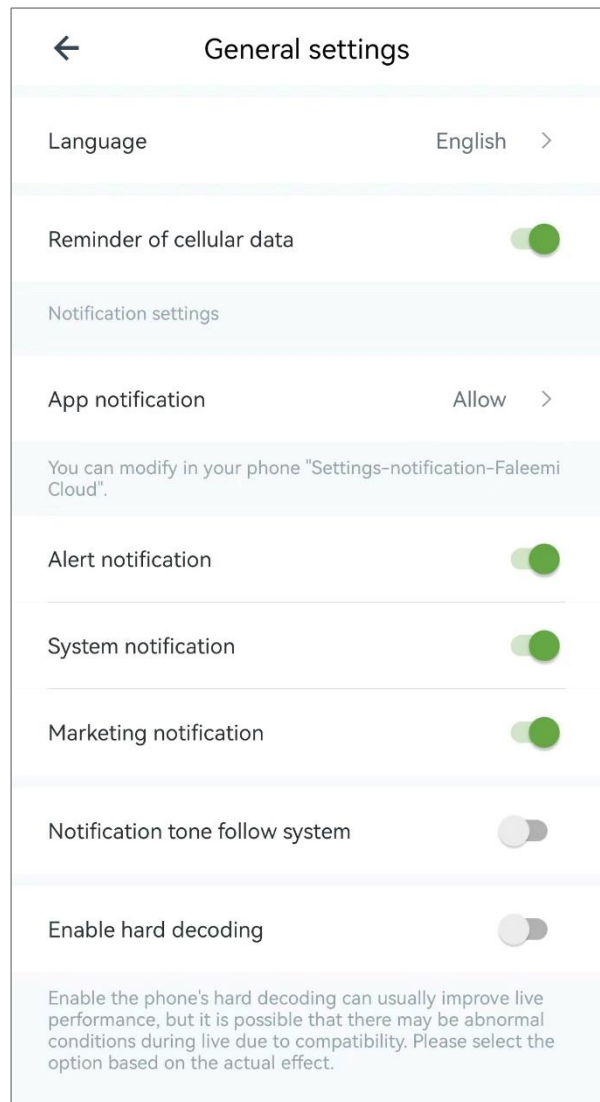 General settings
Language English
Reminder of cellular data
Notification settings
App notification Allow
You can modify in your phone "Settings-notification-Faleemi
Cloud".
Alert notification
System notification
Marketing notification
Notification tone follow system
Enable hard decoding
Enable the phone's hard decoding can usually improve live
performance, but it is possible that there may be abnormal
conditions during live due to compatibility. Please select the
option based on the actual effect.